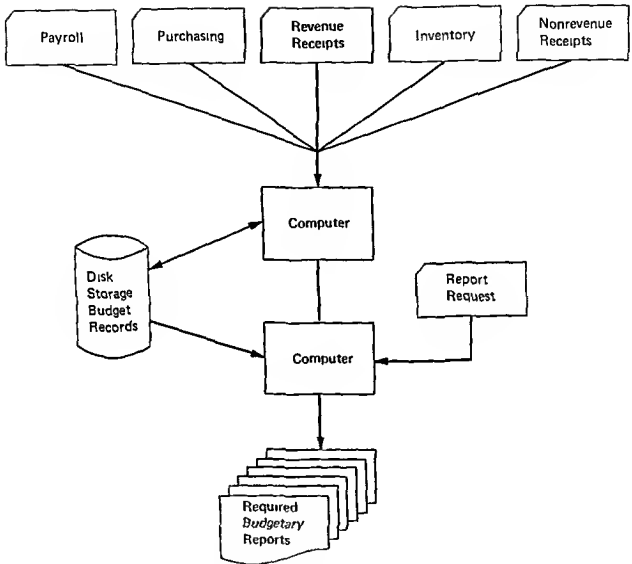 Payroll
Purchasing
Revenue
Receipts
Inventory
Nonrevenue
Receipts
Computer
Disk
Storage
Budget
Records
Report
Request
Computer
Required
Budgetary
Reports